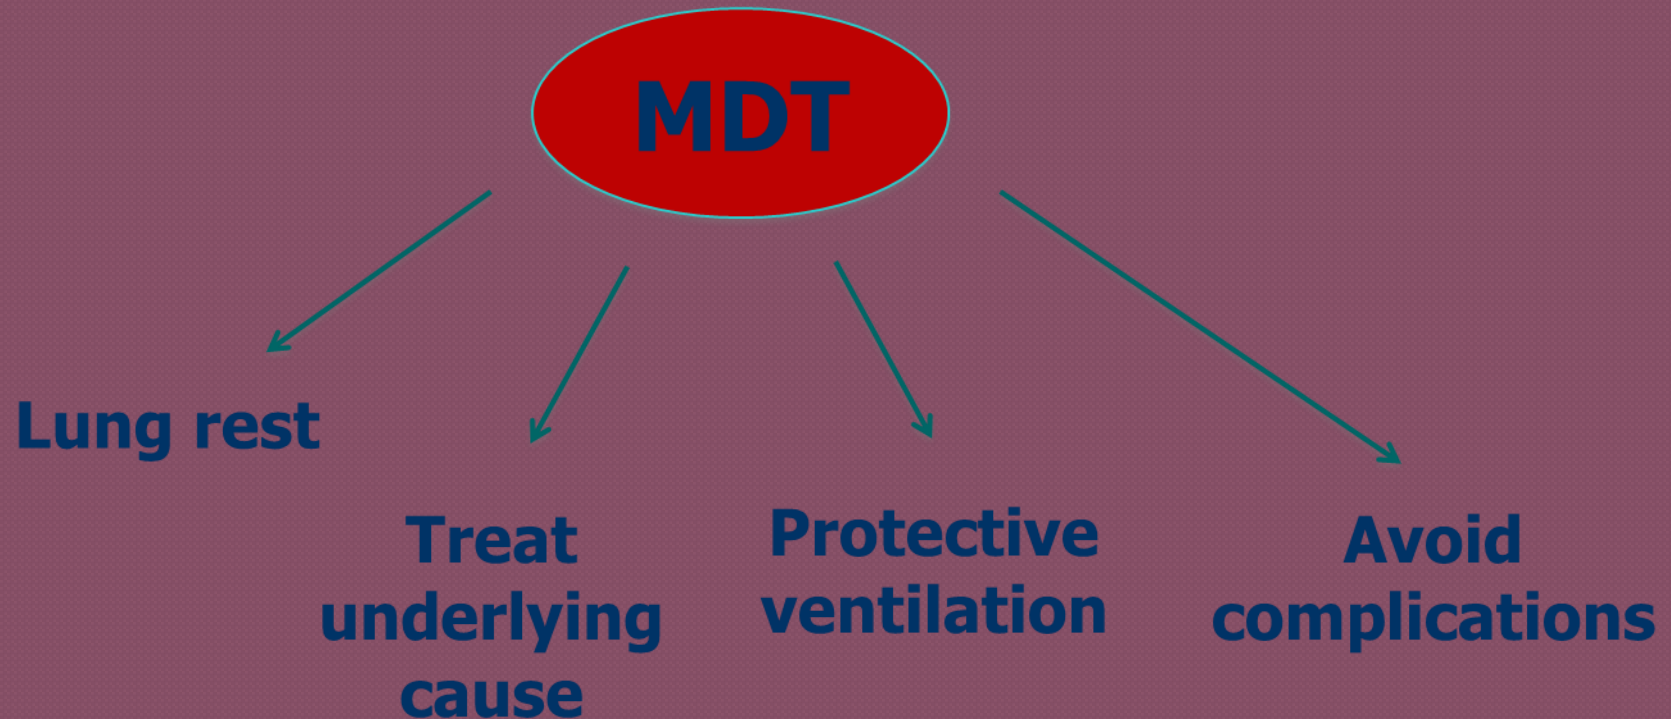 MDT
Lung rest
Treat
underlying
cause
Protective
ventilation
Avoid
complications